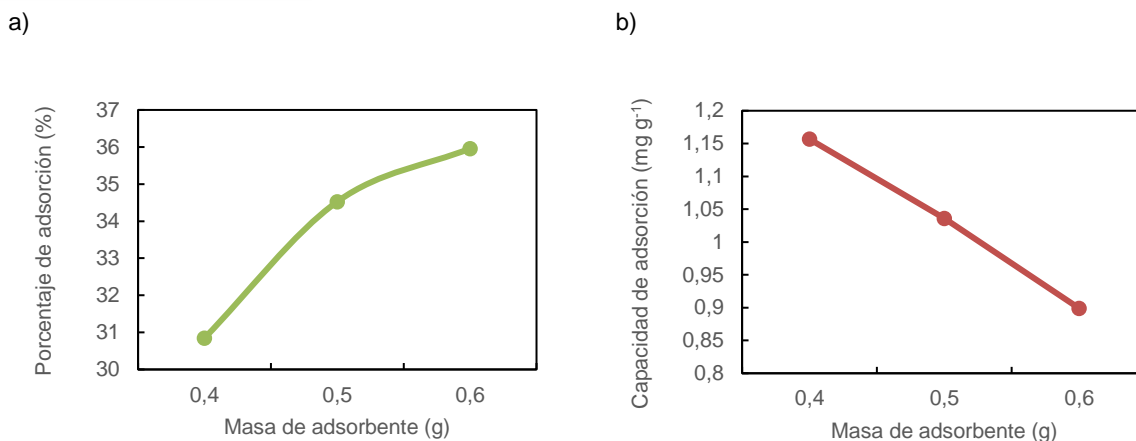 a)
Porcentaje de adsorción (%)
37
36
35
34
33
32
31
30
0,4 0,5 0,6
Masa de adsorbente (g)
b)
Capacidad de adsorción (mg g⁻¹)
1,2
1,15
1,1
1,05
1
0,95
0,9
0,85
0,8
0,4 0,5 0,6
Masa de adsorbente (g)